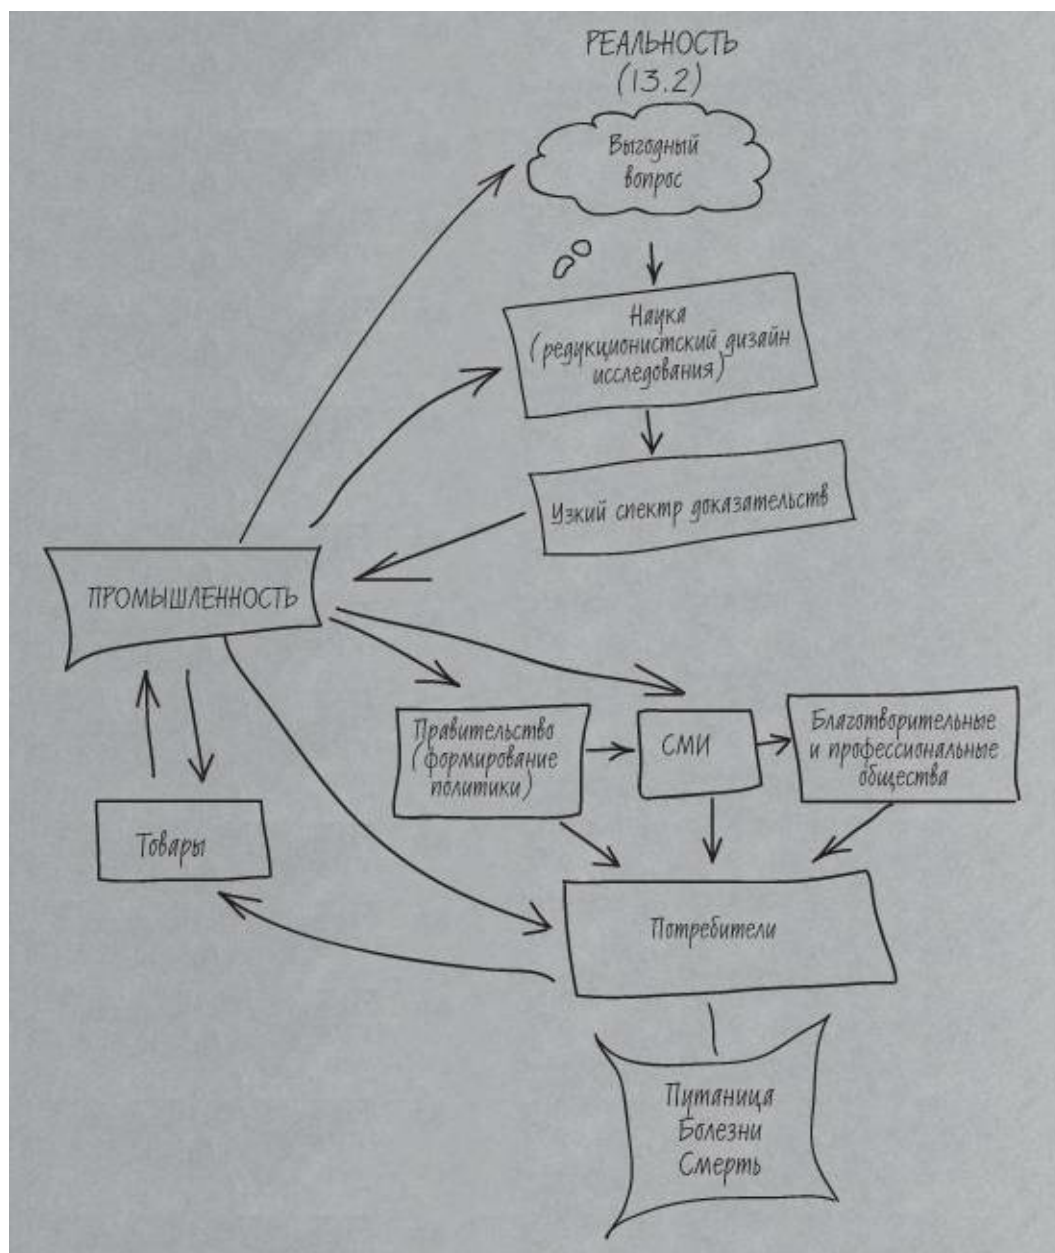 РЕАЛЬНОСТЬ
(13.2)
Выгодный
вопрос
Наука
(редукционистский дизайн
исследования)
Узкий спектр доказательств
ПРОМЫШЛЕННОСТЬ
Правительство
(формирование
политики)
СМИ
Благотворительные
и профессиональные
общества
Товары
Потребители
Путаница
Болезни
Смерть